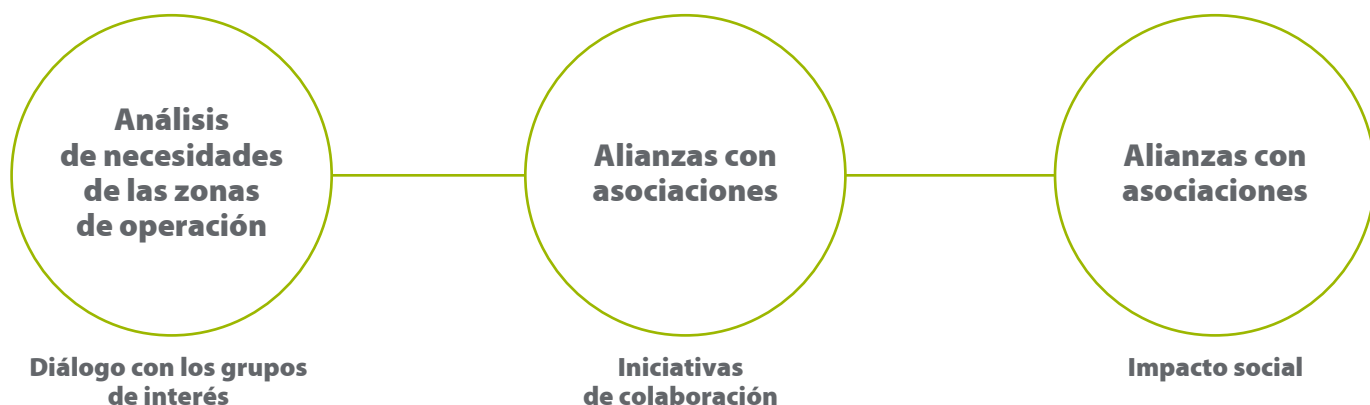 Análisis
de necesidades
de las zonas
de operación
Alianzas con
asociaciones
Alianzas con
asociaciones
Diálogo con los grupos
de interés
Iniciativas
de colaboración
Impacto social